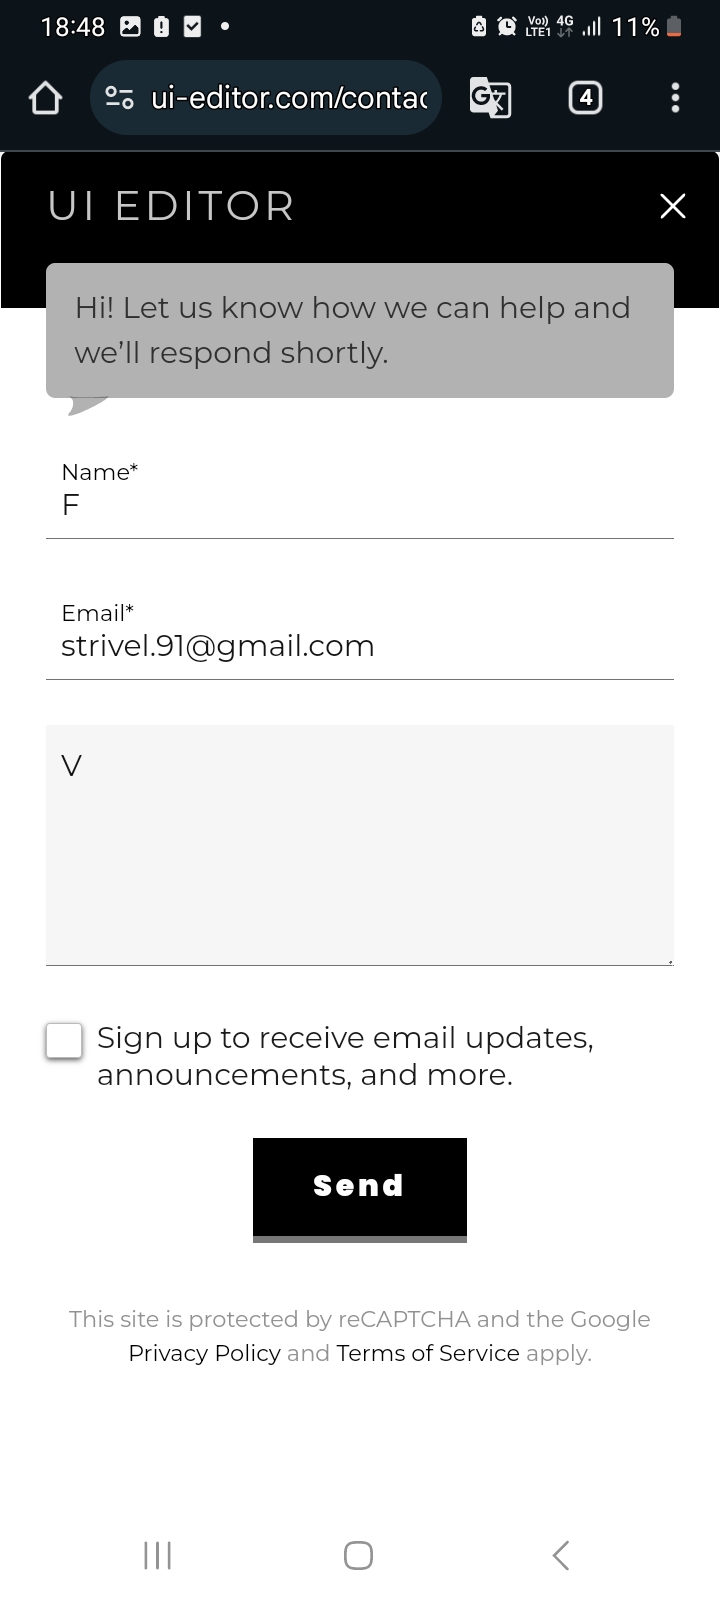 18:48
Vo)) 4G
LTE1
11%
ui-editor.com/contac
4
UI EDITOR
Hi! Let us know how we can help and
we’ll respond shortly.
Name*
F
Email*
strivel.91@gmail.com
V
Sign up to receive email updates,
announcements, and more.
Send
This site is protected by reCAPTCHA and the Google
Privacy Policy and Terms of Service apply.